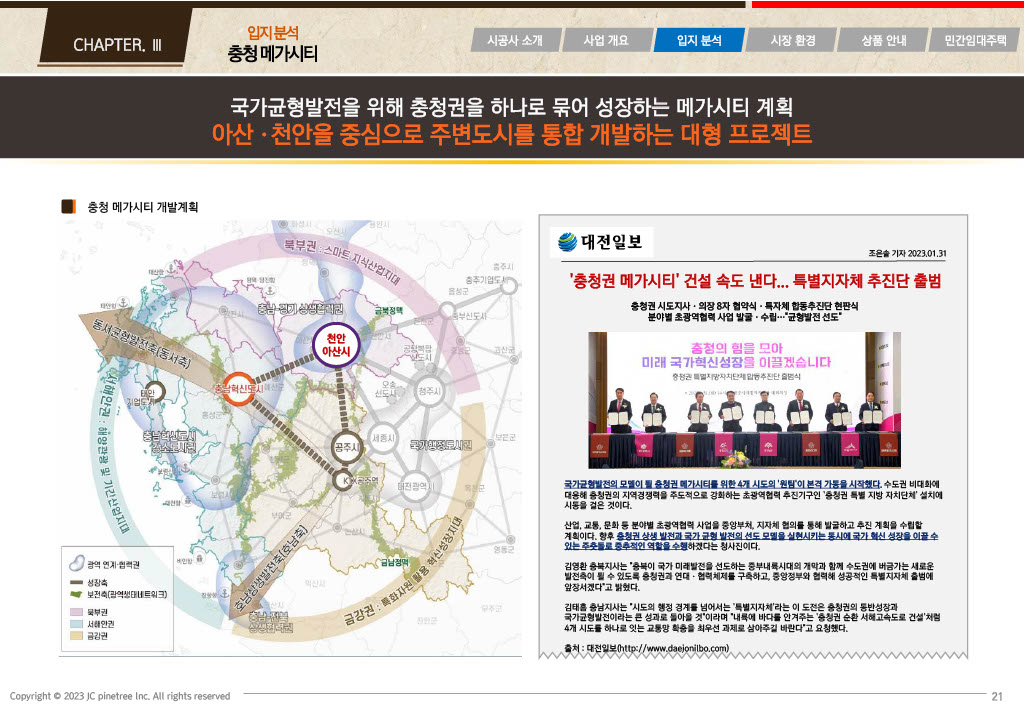 CHAPTER. Ⅲ
입지 분석
충청 메가시티
시공사 소개
사업 개요
입지 분석
시장 환경
상품 안내
민간임대주택
국가균형발전을 위해 충청권을 하나로 묶어 성장하는 메가시티 계획
아산 · 천안을 중심으로 주변도시를 통합 개발하는 대형 프로젝트
충청 메가시티 개발계획
북부권 : 스마트 지식산업지대
충남·경기 상생협력권
금북정맥
천안
아산시
동서균형발전축(동서축)
충남혁신도시
태안
기업도시
서해안권 : 해양관광 및 기간산업지대
공주시
세종시
청주시
국가행정도시권
대전광역시
금남정맥
호남상생발전축(호남축)
금강권 : 특화자원 활용 혁신성장지대
충남·전북
상생협력권
광역 연계·협력권
성장축
보전축(광역생태네트워크)
북부권
서해안권
금강권
대전일보
조은솔 기자 2023.01.31
'충청권 메가시티' 건설 속도 낸다... 특별지자체 추진단 출범
충청권 시도지사 · 의장 8자 협약식 · 특자체 합동추진단 현판식
분야별 초광역협력 사업 발굴 · 수립…"균형발전 선도"
충청의 힘을 모아
미래 국가혁신성장을 이끌겠습니다
충청권 특별지방자치단체 합동추진단 출범식
국가균형발전의 모델이 될 충청권 메가시티를 위한 4개 시도의 '원팀'이 본격 가동을 시작했다. 수도권 비대화에
대응해 충청권의 지역경쟁력을 주도적으로 강화하는 초광역협력 추진기구인 '충청권 특별 지방 자치단체' 설치에
시동을 걸은 것이다.
산업, 교통, 문화 등 분야별 초광역협력 사업을 중앙부처, 지자체 협의를 통해 발굴하고 추진 계획을 수립할
계획이다. 향후 충청권 상생 발전과 국가 균형 발전의 선도 모델을 실현시키는 동시에 국가 혁신 성장을 이끌 수
있는 주춧돌로 중추적인 역할을 수행하겠다는 청사진이다.
김영환 충북지사는 "충북이 국가 미래발전을 선도하는 중부내륙시대의 개막과 함께 수도권에 버금가는 새로운
발전축이 될 수 있도록 충청권과 연대 · 협력체제를 구축하고, 중앙정부와 협력해 성공적인 특별지자체 출범에
앞장서겠다"고 밝혔다.
김태흠 충남지사는 "시도의 행정 경계를 넘어서는 '특별지자체'라는 이 도전은 충청권의 동반성장과
국가균형발전이라는 큰 성과로 돌아올 것"이라며 "내륙에 바다를 안겨주는 '충청권 순환 서해고속도로 건설'처럼
4개 시도를 하나로 잇는 교통망 확충을 최우선 과제로 삼아주길 바란다"고 요청했다.
출처 : 대전일보(http://www.daejonilbo.com)
Copyright © 2023 JC pinetree Inc. All rights reserved
21